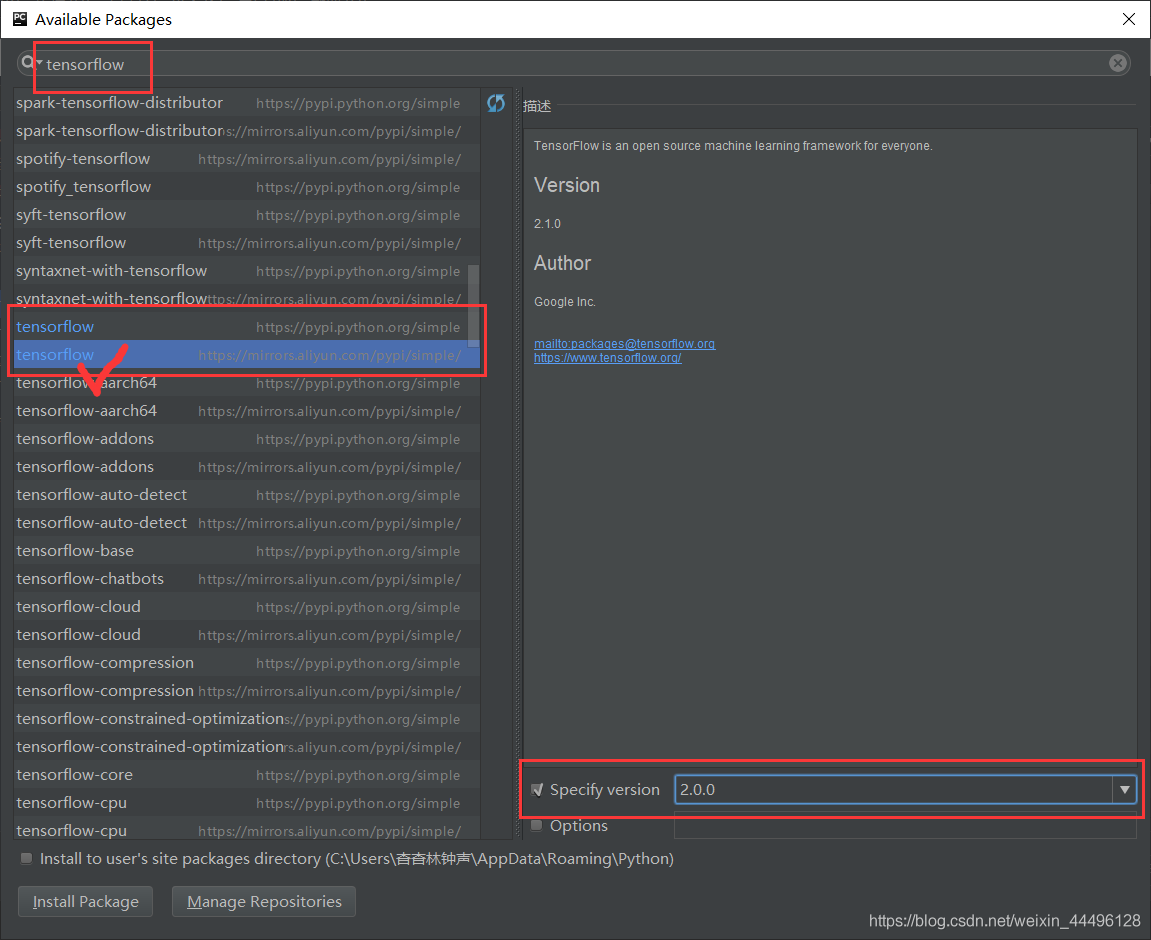 PC Available Packages
tensorflow
spark-tensorflow-distributor https://pypi.python.org/simple
spark-tensorflow-distributor s://mirrors.aliyun.com/pypi/simple/
spotify-tensorflow https://mirrors.aliyun.com/pypi/simple/
spotify_tensorflow https://pypi.python.org/simple
syft-tensorflow https://pypi.python.org/simple
syft-tensorflow https://mirrors.aliyun.com/pypi/simple/
syntaxnet-with-tensorflow https://pypi.python.org/simple
syntaxnet-with-tensorflow ttps://mirrors.aliyun.com/pypi/simple/
tensorflow https://pypi.python.org/simple
tensorflow https://mirrors.aliyun.com/pypi/simple/
tensorflow-aarch64 https://pypi.python.org/simple
tensorflow-aarch64 https://mirrors.aliyun.com/pypi/simple/
tensorflow-addons https://pypi.python.org/simple
tensorflow-addons https://mirrors.aliyun.com/pypi/simple/
tensorflow-auto-detect https://pypi.python.org/simple
tensorflow-auto-detect https://mirrors.aliyun.com/pypi/simple/
tensorflow-base https://pypi.python.org/simple
tensorflow-chatbots https://mirrors.aliyun.com/pypi/simple/
tensorflow-cloud https://pypi.python.org/simple
tensorflow-cloud https://mirrors.aliyun.com/pypi/simple/
tensorflow-compression https://pypi.python.org/simple
tensorflow-compression https://mirrors.aliyun.com/pypi/simple/
tensorflow-constrained-optimization s://pypi.python.org/simple
tensorflow-constrained-optimization rs.aliyun.com/pypi/simple/
tensorflow-core https://pypi.python.org/simple
tensorflow-cpu https://pypi.python.org/simple
tensorflow-cpu https://mirrors.aliyun.com/pypi/simple/
描述
TensorFlow is an open source machine learning framework for everyone.
Version
2.1.0
Author
Google Inc.
mailto:packages@tensorflow.org
https://www.tensorflow.org/
Specify version 2.0.0
Options
Install to user's site packages directory (C:\Users\杳杳林钟声\AppData\Roaming\Python)
Install Package Manage Repositories
https://blog.csdn.net/weixin_44496128